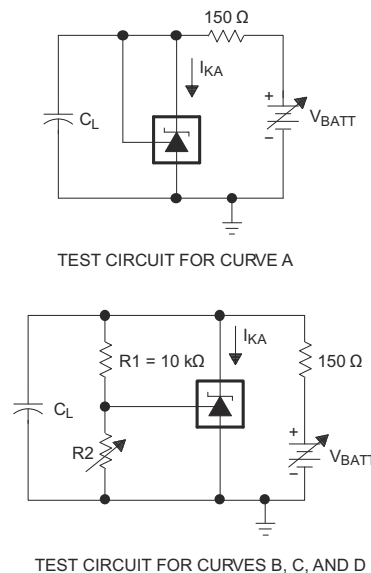 150 Ω
I_KA
C_L
+
V_BATT
−
TEST CIRCUIT FOR CURVE A
I_KA
R1 = 10 kΩ
150 Ω
C_L
R2
+
V_BATT
−
TEST CIRCUIT FOR CURVES B, C, AND D